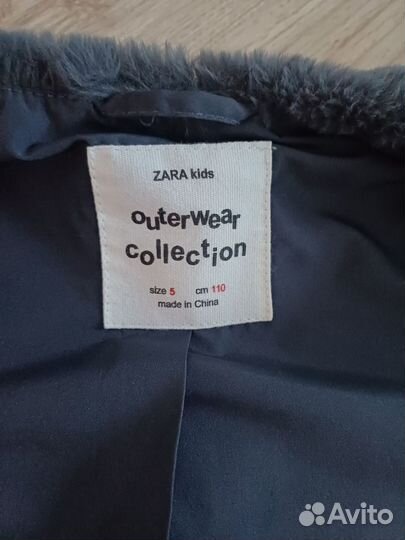 ZARA kids
outerwear
collection
size 5 cm 110
made in China
Avito